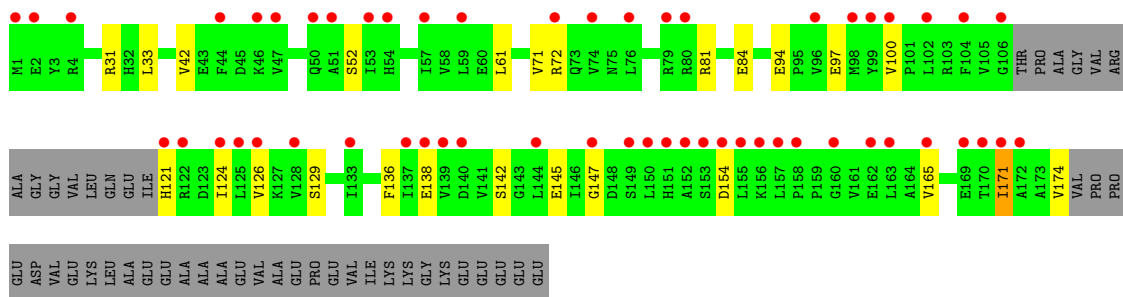 M1 E2 Y3 R4 R31 H32 L33 V42 E43 F44 D45 K46 V47 Q50 A51 S52 I53 H54 I57 V58 L59 E60 L61 V71 R72 Q73 V74 N75 L76 R79 R80 R81 E84 E94 P95 V96 E97 M98 Y99 V100 P101 L102 R103 F104 V105 G106 THR PRO ALA GLY VAL ARG
ALA GLY GLY VAL LEU GLN GLU ILE H121 R122 D123 I124 L125 V126 K127 V128 S129 I133 F136 I137 E138 V139 D140 V141 S142 G143 L144 E145 I146 G147 D148 S149 L150 H151 A152 S153 D154 L155 K156 L157 P158 P159 G160 V161 E162 L163 A164 V165 E169 T170 I171 A172 A173 V174 VAL PRO PRO
GLU ASP VAL GLU LYS LEU ALA GLU GLU ALA ALA ALA GLU VAL ALA GLU PRO GLU VAL ILE LYS LYS GLY LYS GLU GLU GLU GLU GLU